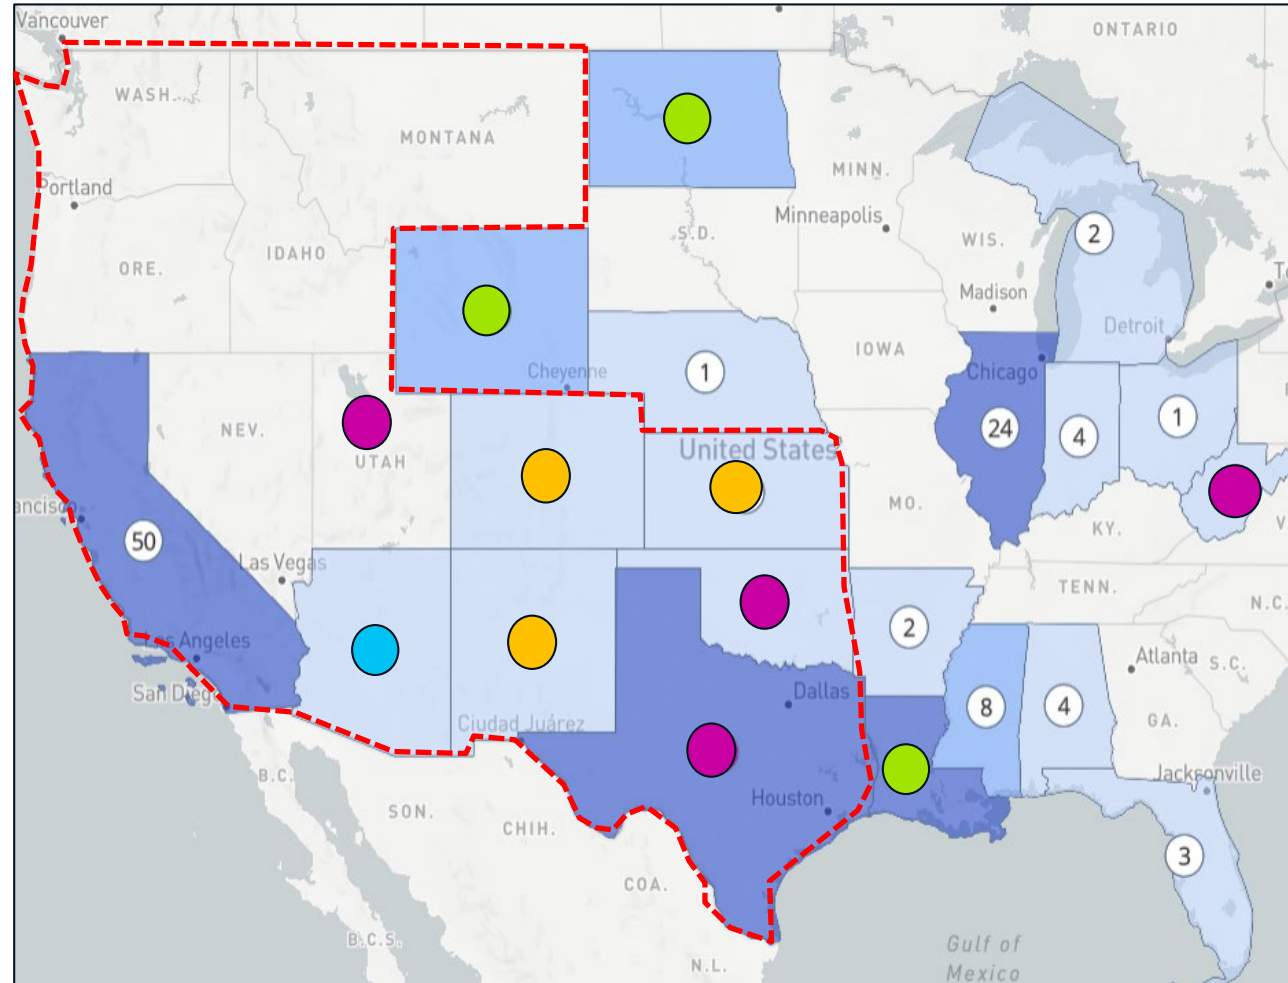 Vancouver
ONTARIO
WASH.
MONTANA
MINN.
Portland
Minneapolis
S.D.
2
WIS.
IDAHO
ORE.
Madison
Detroit
IOWA
Cheyenne
1
Chicago
NEV.
24
4
1
United States
UTAH
MO.
KY.
50
Las Vegas
TENN.
N.C.
2
Los Angeles
Atlanta
S.C.
San Dieg
Dallas
8
4
GA.
Ciudad Juárez
B.C.
Jacksonville
SON.
Houston
CHIH.
3
COA.
B.C.S.
Gulf of
Mexico
N.L.